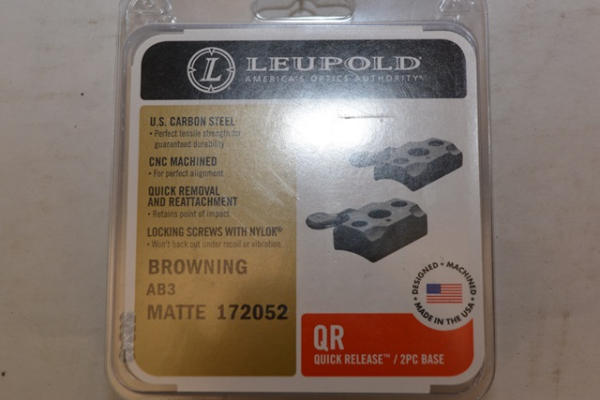 L LEUPOLD®
AMERICA'S OPTICS AUTHORITY®
U.S. CARBON STEEL
• Perfect tensile strength for
guaranteed durability
CNC MACHINED
• For perfect alignment
QUICK REMOVAL
AND REATTACHMENT
• Retains point of impact
LOCKING SCREWS WITH NYLOK®
• Won't back out under recoil or vibration
BROWNING
AB3
MATTE 172052
DESIGNED • MACHINED
• MADE IN THE USA •
QR
QUICK RELEASE™ / 2PC BASE